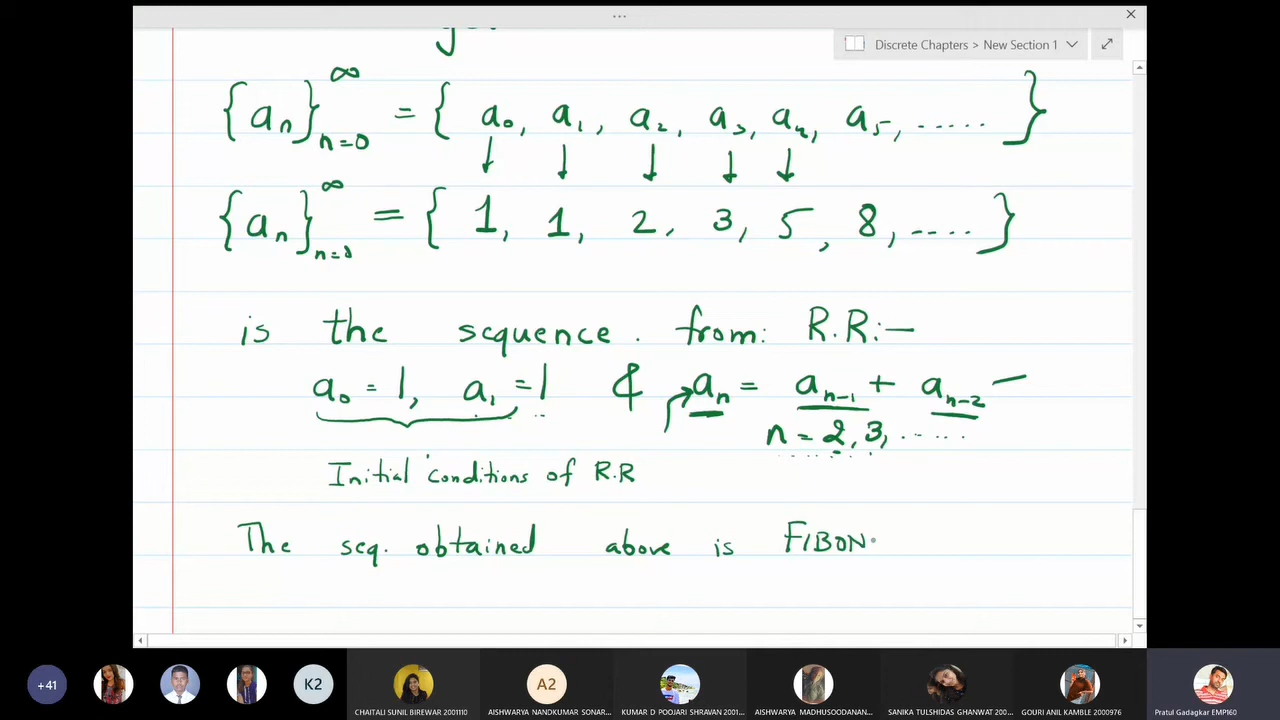 Discrete Chapters > New Section 1
{a_n}_{n=0}^∞ = { a_0, a_1, a_2, a_3, a_4, a_5, ..... }
↓ ↓ ↓ ↓ ↓
{a_n}_{n=0}^∞ = { 1, 1, 2, 3, 5, 8, ..... }
is the sequence . from: R.R:—
a_0 = 1, a_1 = 1 & a_n = a_{n-1} + a_{n-2} —
n = 2, 3, ......
Initial conditions of R.R
The seq. obtained above is FIBON
+41
K2
CHAITALI SUNIL BIREWAR 2001110
A2
AISHWARYA NANDKUMAR SONAR...
KUMAR D POOJARI SHRAVAN 2001...
AISHWARYA MADHUSOODANAN...
SANIKA TULSHIDAS GHANWAT 200...
GOURI ANIL KAMBLE 2000976
Pratul Gadagkar EMP160